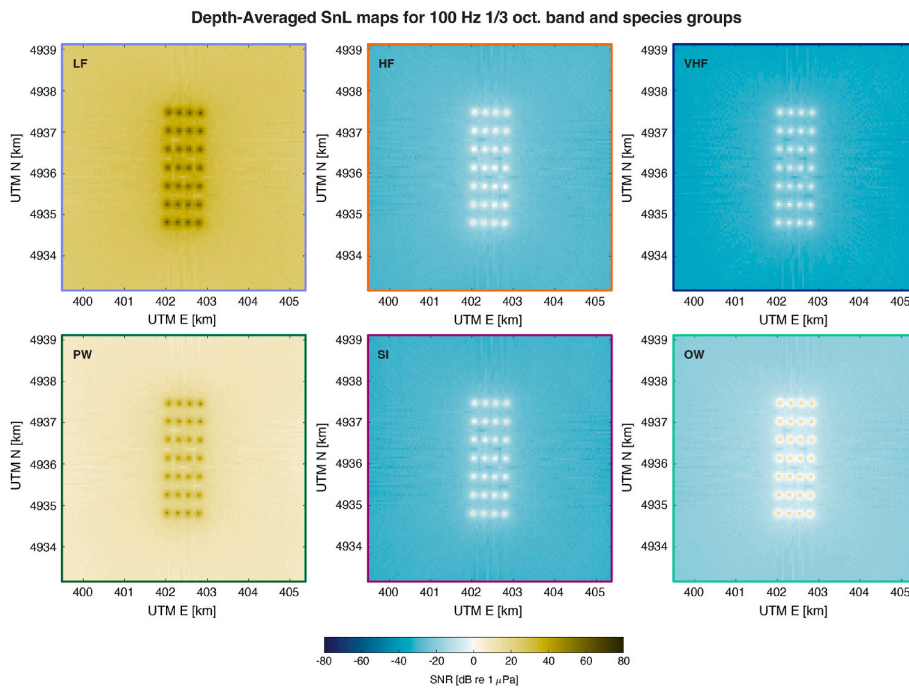 Depth-Averaged SnL maps for 100 Hz 1/3 oct. band and species groups
LF
4939
4938
4937
4936
4935
4934
UTM N [km]
400 401 402 403 404 405
UTM E [km]
HF
4939
4938
4937
4936
4935
4934
UTM N [km]
400 401 402 403 404 405
UTM E [km]
VHF
4939
4938
4937
4936
4935
4934
UTM N [km]
400 401 402 403 404 405
UTM E [km]
PW
4939
4938
4937
4936
4935
4934
UTM N [km]
400 401 402 403 404 405
UTM E [km]
SI
4939
4938
4937
4936
4935
4934
UTM N [km]
400 401 402 403 404 405
UTM E [km]
OW
4939
4938
4937
4936
4935
4934
UTM N [km]
400 401 402 403 404 405
UTM E [km]
-80 -60 -40 -20 0 20 40 60 80
SNR [dB re 1 μPa)